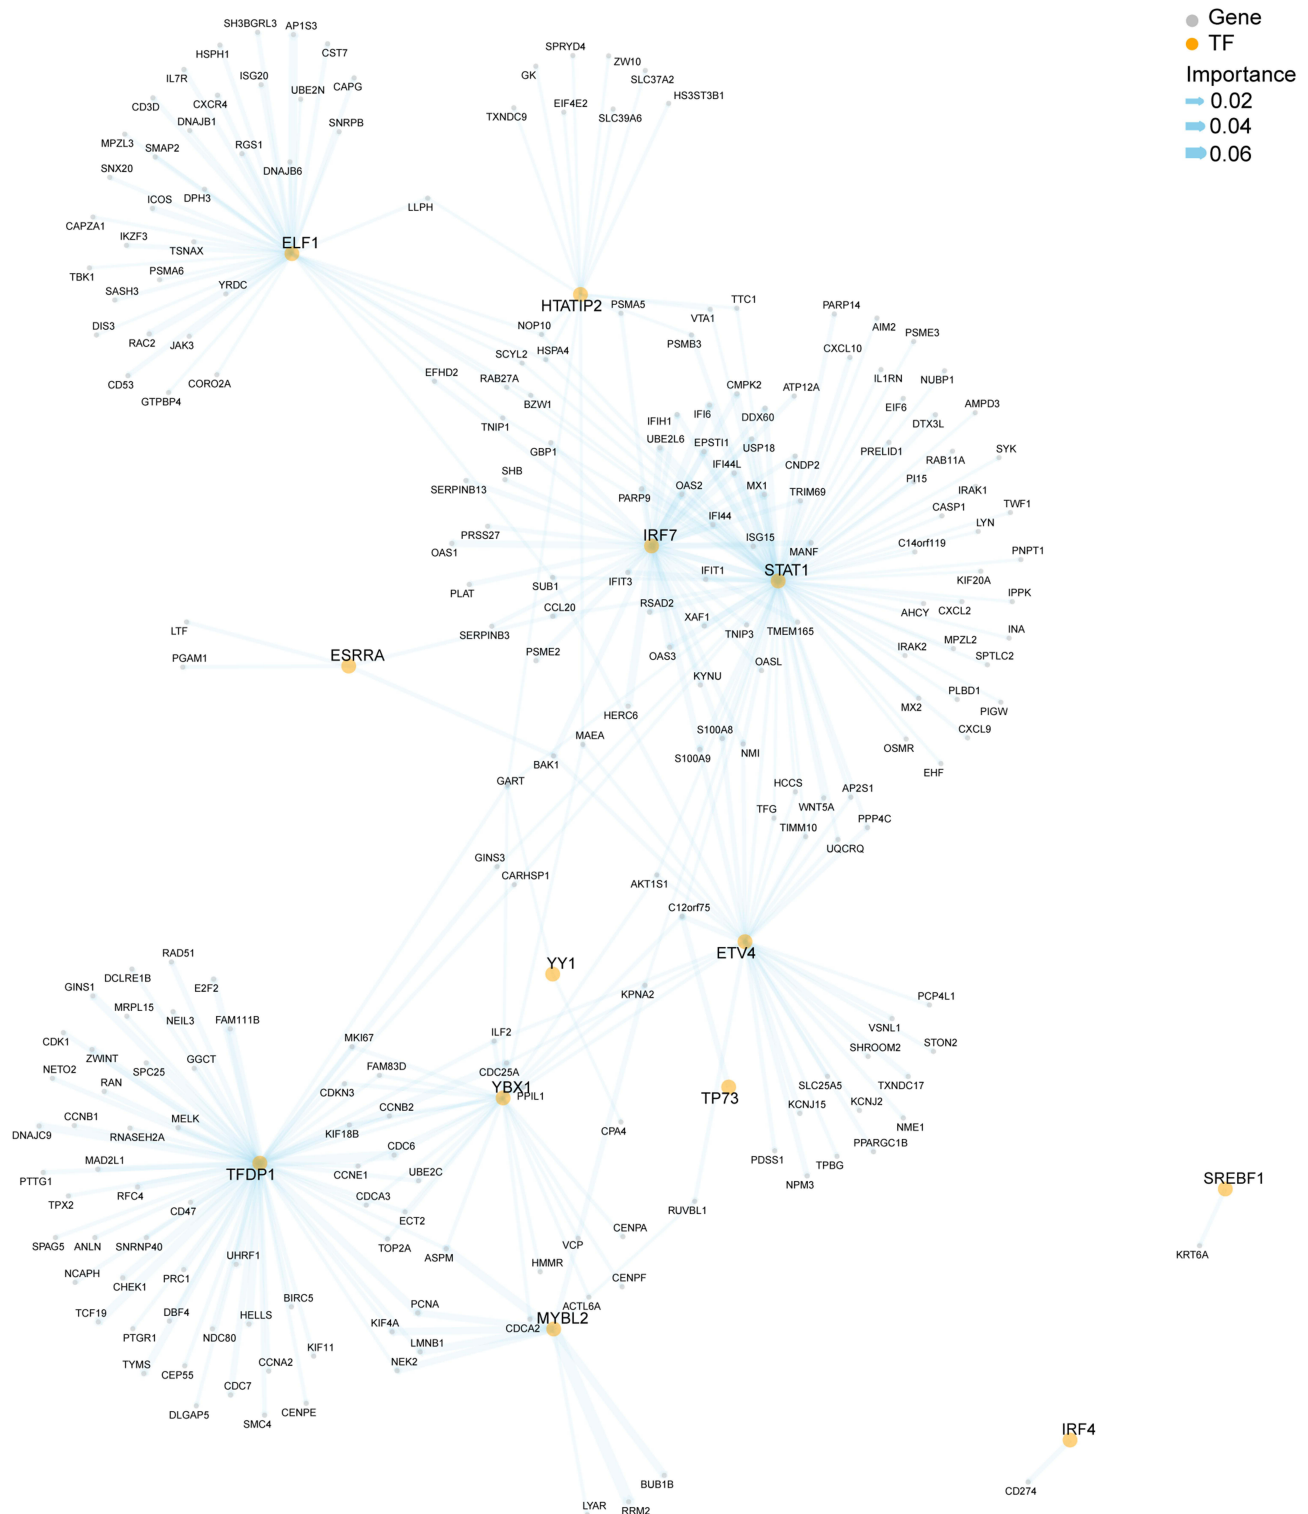 Gene
TF
Importance
0.02
0.04
0.06
SH3BGRL3
AP1S3
HSPH1
CST7
IL7R
ISG20
UBE2N
CAPG
CD3D
CXCR4
DNAJB1
SNRPB
MPZL3
SMAP2
RGS1
SNX20
DNAJB6
ICOS
DPH3
CAPZA1
IKZF3
TSNAX
ELF1
TBK1
PSMA6
SASH3
YRDC
DIS3
RAC2
JAK3
CD53
CORO2A
GTPBP4
SPRYD4
ZW10
GK
SLC37A2
HS3ST3B1
EIF4E2
TXNDC9
SLC39A6
LLPH
HTATIP2
PSMA5
TTC1
VTA1
PSMB3
NOP10
SCYL2
HSPA4
EFHD2
RAB27A
BZW1
TNIP1
GBP1
SHB
SERPINB13
PRSS27
OAS1
PLAT
SUB1
CCL20
SERPINB3
PSME2
PARP14
AIM2
PSME3
CXCL10
IL1RN
NUBP1
CMPK2
ATP12A
EIF6
AMPD3
DTX3L
IFIH1
IFI6
DDX60
UBE2L6
EPSTI1
USP18
PRELID1
RAB11A
SYK
IFI44L
CNDP2
PI15
IRAK1
OAS2
MX1
TRIM69
PARP9
CASP1
TWF1
LYN
IFI44
IRF7
ISG15
MANF
C14orf119
PNPT1
STAT1
IFIT3
IFIT1
KIF20A
IPPK
RSAD2
XAF1
AHCY
CXCL2
TNIP3
TMEM165
INA
IRAK2
MPZL2
SPTLC2
OAS3
OASL
KYNU
PLBD1
MX2
PIGW
HERC6
S100A8
CXCL9
MAEA
OSMR
S100A9
NMI
EHF
BAK1
GART
HCCS
AP2S1
TFG
WNT5A
TIMM10
PPP4C
UQCRQ
LTF
PGAM1
ESRRA
GINS3
CARHSP1
AKT1S1
C12orf75
ETV4
YY1
KPNA2
PCP4L1
VSNL1
STON2
SHROOM2
SLC25A5
TXNDC17
KCNJ15
KCNJ2
NME1
PPARGC1B
PDSS1
TPBG
NPM3
TP73
RAD51
DCLRE1B
GINS1
E2F2
MRPL15
NEIL3
FAM111B
CDK1
ZWINT
GGCT
NETO2
SPC25
RAN
CCNB1
MELK
DNAJC9
RNASEH2A
MAD2L1
TFDP1
PTTG1
RFC4
TPX2
CD47
SPAG5
ANLN
SNRNP40
UHRF1
NCAPH
CHEK1
PRC1
BIRC5
TCF19
DBF4
HELLS
PTGR1
NDC80
KIF11
TYMS
CEP55
CCNA2
CDC7
DLGAP5
CENPE
SMC4
MKI67
ILF2
FAM83D
CDC25A
YBX1
PPIL1
CDKN3
CCNB2
KIF18B
CPA4
CDC6
CCNE1
UBE2C
CDCA3
ECT2
TOP2A
ASPM
RUVBL1
CENPA
VCP
HMMR
CENPF
PCNA
ACTL6A
KIF4A
CDCA2
MYBL2
LMNB1
NEK2
BUB1B
LYAR
RRM2
SREBF1
KRT6A
IRF4
CD274